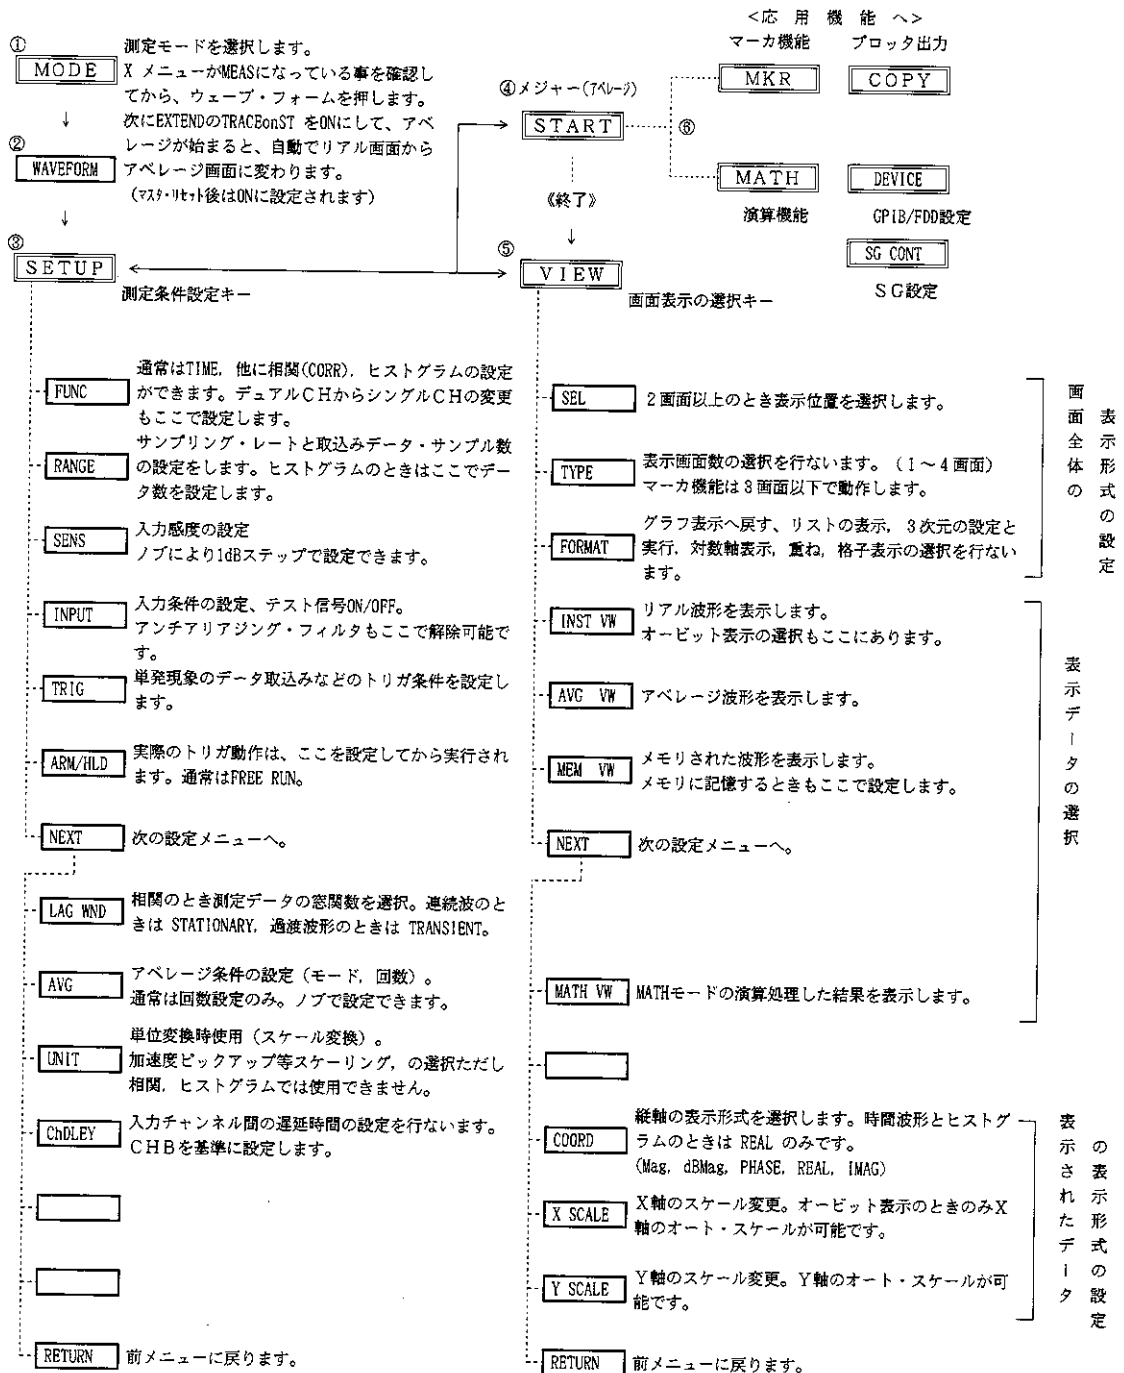 <応用機能へ>
マーカ機能 プロッタ出力
①
MODE
測定モードを選択します。
X メニューがMEASになっている事を確認し
てから、ウェーブ・フォームを押します。
次にEXTENDのTRACEonST をONにして、アベ
レージが始まると、自動でリアル画面から
アベレージ画面に変わります。
(マスタ・リセット後はONに設定されます)
↓
②
WAVEFORM
↓
③
SETUP
測定条件設定キー
④メジャー(アベレージ)
START
⑥
MKR
COPY
MATH
DEVICE
演算機能
GPIB/FDD設定
SG CONT
SG設定
《終了》
↓
⑤
VIEW
画面表示の選択キー
FUNC
通常はTIME, 他に相関(CORR), ヒストグラムの設定
ができます。デュアルCHからシングルCHの変更
もここで設定します。
RANGE
サンプリング・レートと取込みデータ・サンプル数
の設定をします。ヒストグラムのときはここでデー
タ数を設定します。
SENS
入力感度の設定
ノブにより1dBステップで設定できます。
INPUT
入力条件の設定、テスト信号ON/OFF。
アンチアリアジング・フィルタもここで解除可能で
す。
TRIG
単発現象のデータ取込みなどのトリガ条件を設定し
ます。
ARM/HLD
実際のトリガ動作は、ここを設定してから実行され
ます。通常はFREE RUN。
NEXT
次の設定メニューへ。
LAG WND
相関のとき測定データの窓関数を選択。連続波のと
きは STATIONARY, 過渡波形のときは TRANSIENT。
AVG
アベレージ条件の設定(モード, 回数)。
通常は回数設定のみ。ノブで設定できます。
UNIT
単位変換時使用(スケール変換)。
加速度ピックアップ等スケーリング, の選択ただし
相関, ヒストグラムでは使用できません。
ChDLEY
入力チャンネル間の遅延時間の設定を行ないます。
CHBを基準に設定します。
RETURN
前メニューに戻ります。
SEL
2画面以上のとき表示位置を選択します。
TYPE
表示画面数の選択を行ないます。(1～4画面)
マーカ機能は3画面以下で動作します。
FORMAT
グラフ表示へ戻す、リストの表示, 3次元の設定と
実行, 対数軸表示, 重ね, 格子表示の選択を行ない
ます。
画面全体の
表示形式の設定
INST VW
リアル波形を表示します。
オービット表示の選択もここにあります。
AVG VW
アベレージ波形を表示します。
MEM VW
メモリされた波形を表示します。
メモリに記憶するときもここで設定します。
NEXT
次の設定メニューへ。
MATH VW
MATHモードの演算処理した結果を表示します。
表示データの選択
COORD
縦軸の表示形式を選択します。時間波形とヒストグ
ラムのときは REAL のみです。
(Mag, dBMag, PHASE, REAL, IMAG)
X SCALE
X軸のスケール変更。オービット表示のときのみX
軸のオート・スケールが可能です。
Y SCALE
Y軸のスケール変更。Y軸のオート・スケールが可
能です。
表示されたデータ
の表示形式の設定
RETURN
前メニューに戻ります。